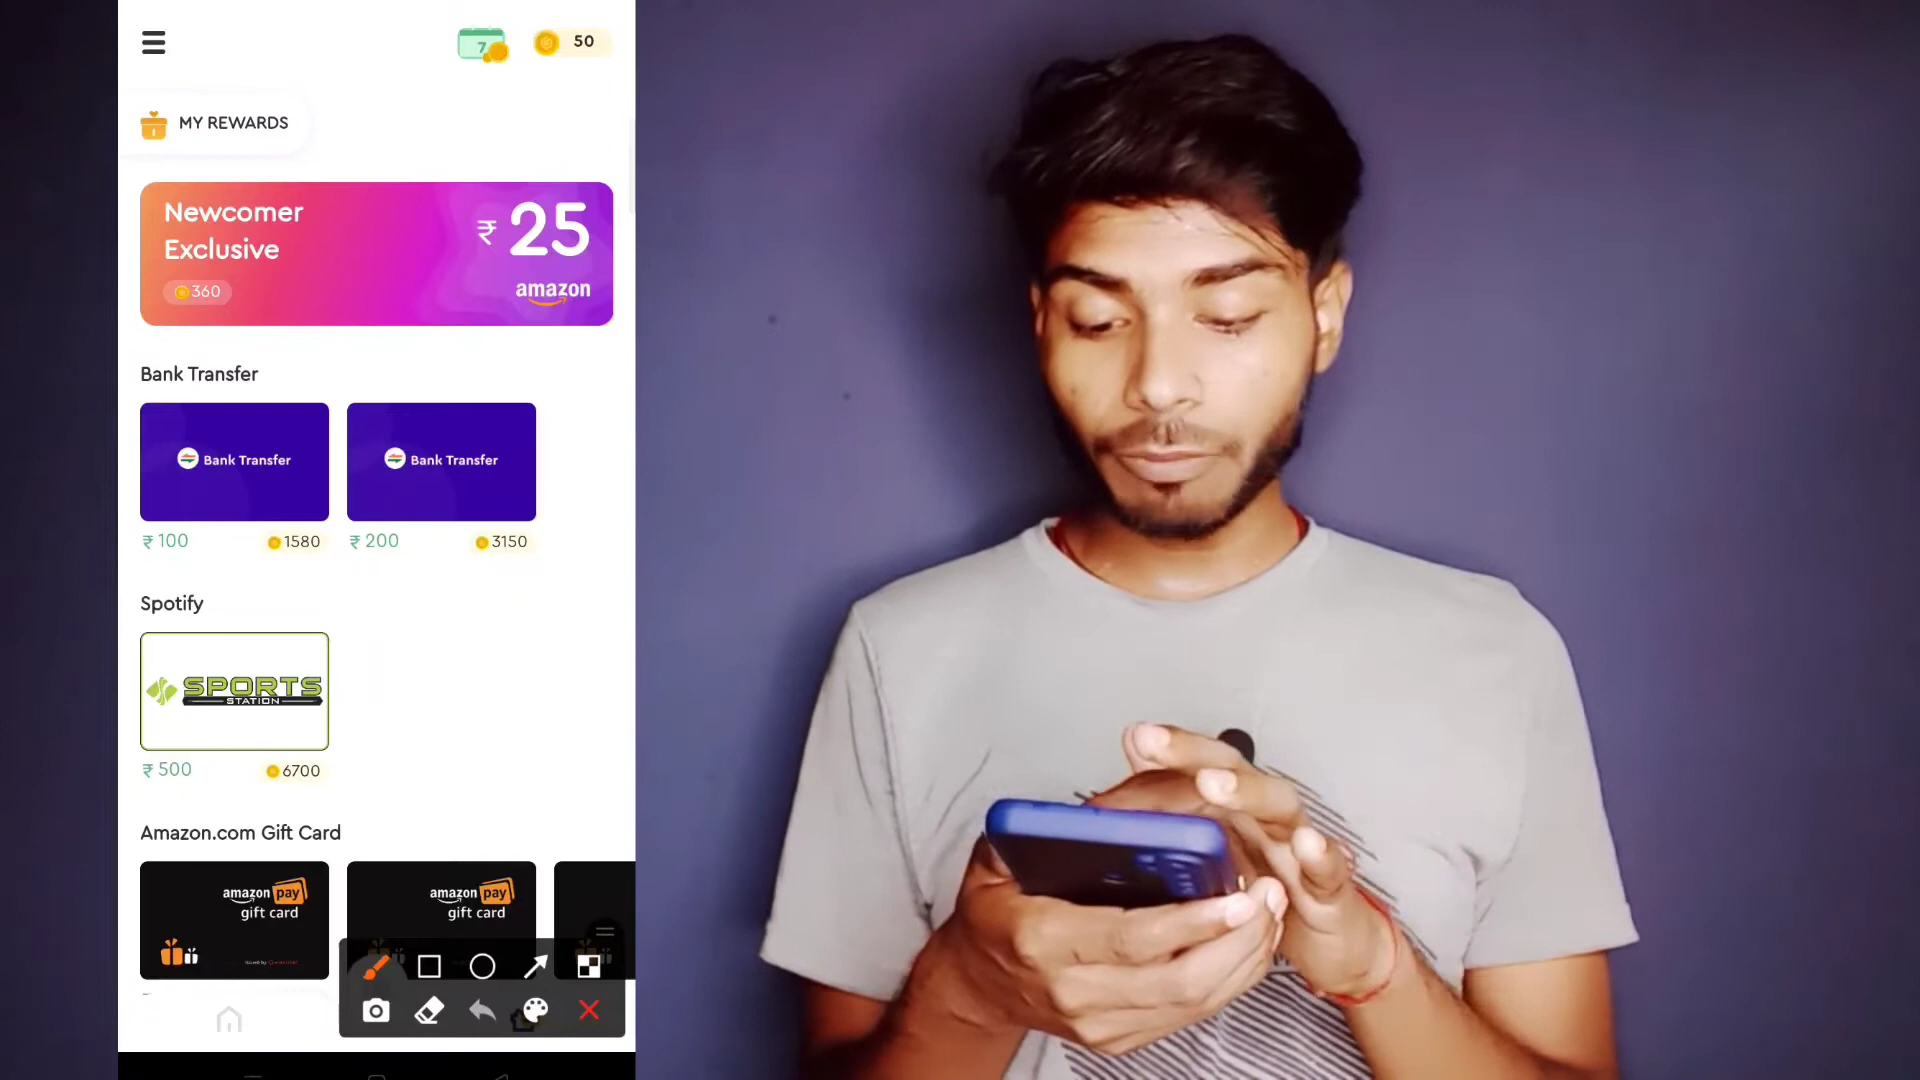 7
50
MY REWARDS
Newcomer
Exclusive
₹ 25
360
amazon
Bank Transfer
Bank Transfer
Bank Transfer
₹ 100
1580
₹ 200
3150
Spotify
SPORTS
STATION
₹ 500
6700
Amazon.com Gift Card
amazon pay
gift card
amazon pay
gift card